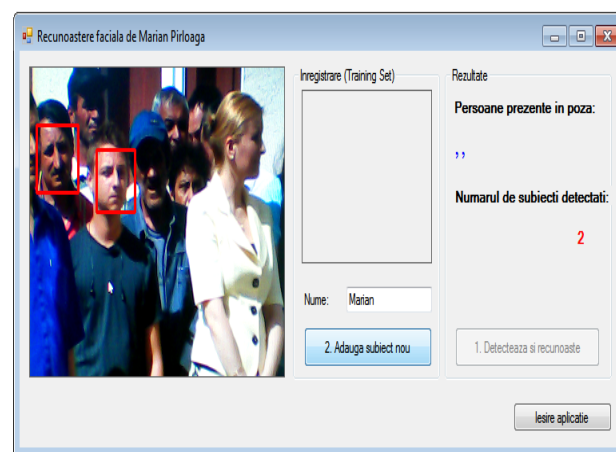 Recunoastere faciala de Marian Pirloaga
Inregistrare (Training Set)
Nume:
Marian
2. Adauga subiect nou
Rezultate
Persoane prezente in poza:
, ,
Numarul de subiecti detectati:
2
1. Detecteaza si recunoaste
Iesire aplicatie